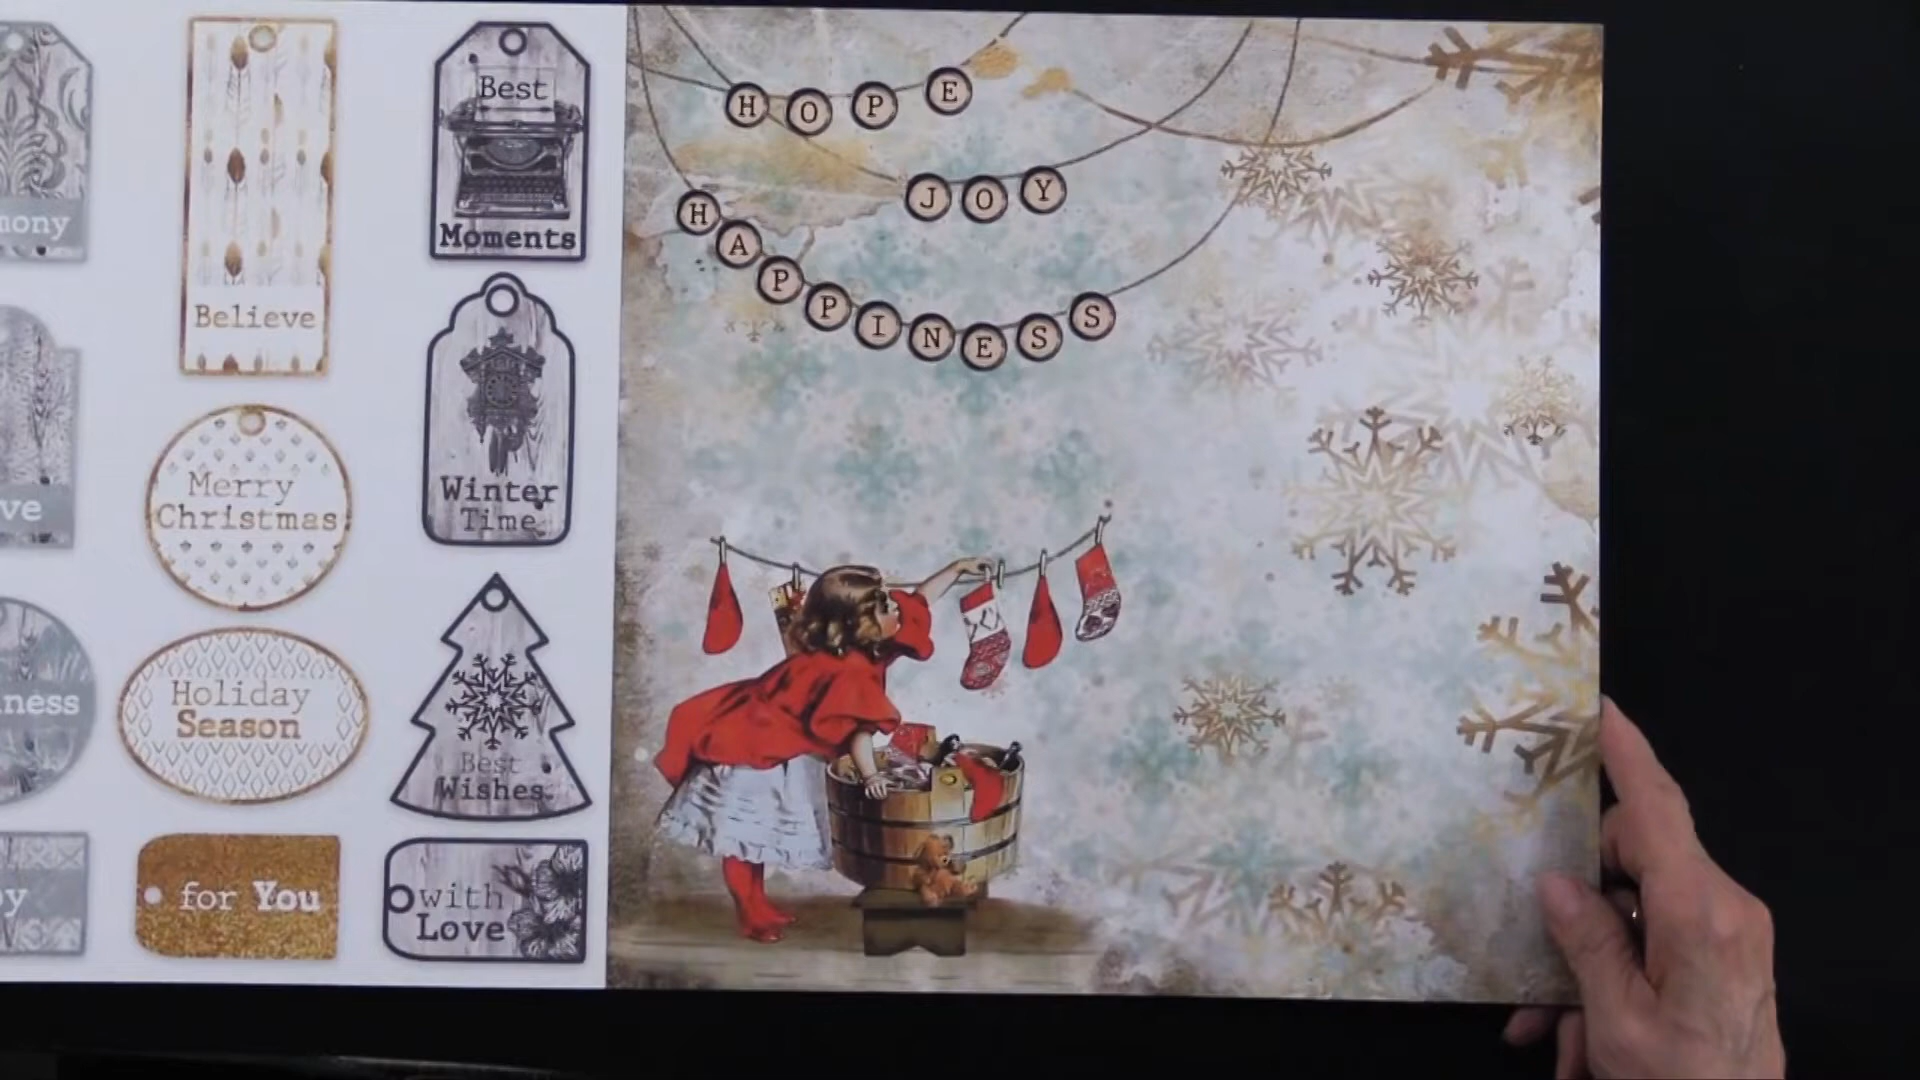 mony
ve
ness
y
Believe
Merry
Christmas
Holiday
Season
for You
Best
Moments
Winter
Time
Best
Wishes
with
Love
HOPE
JOY
HAPPINESS